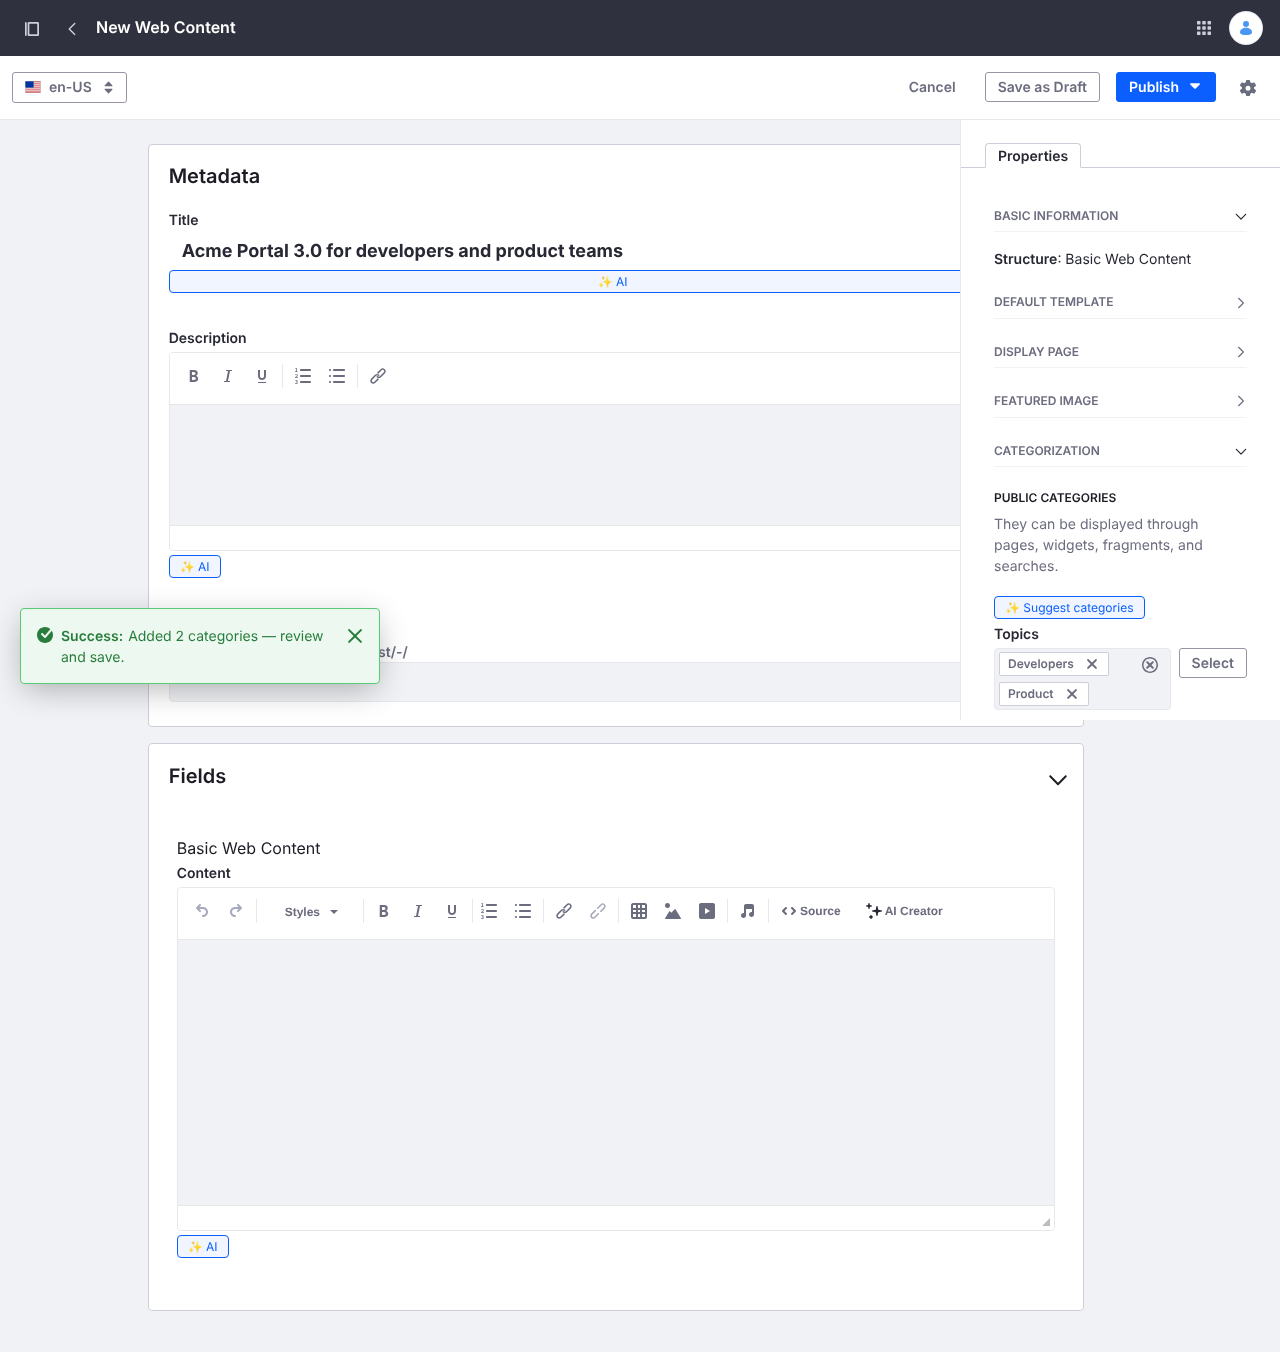 New Web Content
en-US
Cancel
Save as Draft
Publish
Metadata
Title
Acme Portal 3.0 for developers and product teams
✨ AI
Description
B I U
✨ AI
Success: Added 2 categories — review
and save.
st/-/
Properties
BASIC INFORMATION
Structure: Basic Web Content
DEFAULT TEMPLATE
DISPLAY PAGE
FEATURED IMAGE
CATEGORIZATION
PUBLIC CATEGORIES
They can be displayed through
pages, widgets, fragments, and
searches.
✨ Suggest categories
Topics
Developers
Product
Select
Fields
Basic Web Content
Content
Styles B I U Source AI Creator
✨ AI